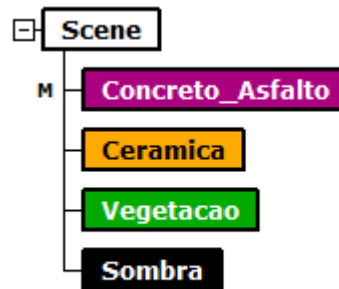 Scene
M Concreto_Asfalto
Ceramica
Vegetacao
Sombra